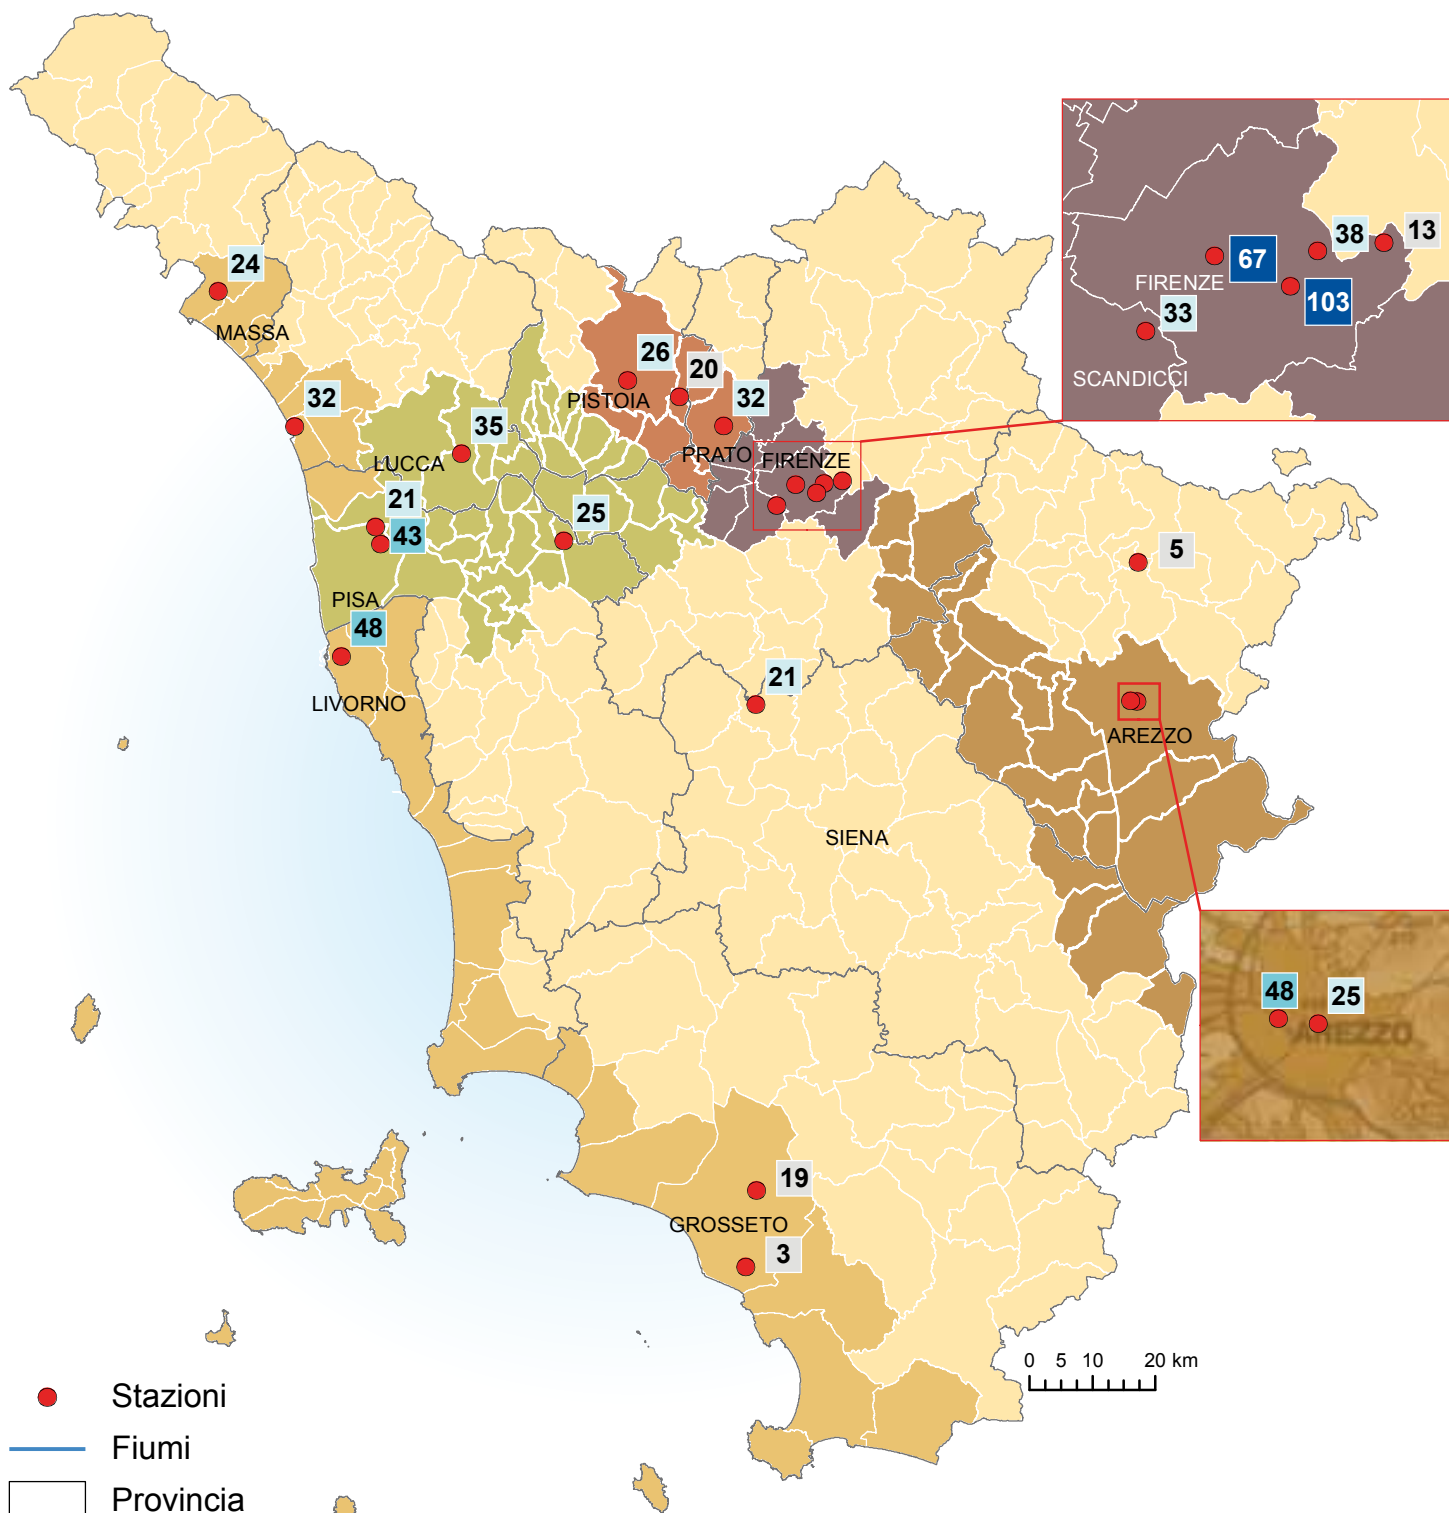 24
MASSA
32
26
PISTOIA
20
32
PRATO
FIRENZE
35
LUCCA
21
43
25
PISA
48
LIVORNO
67
FIRENZE
38
13
103
33
SCANDICCI
5
21
AREZZO
SIENA
48
25
AREZZO
19
GROSSETO
3
0 5 10 20 km
Stazioni
Fiumi
Provincia